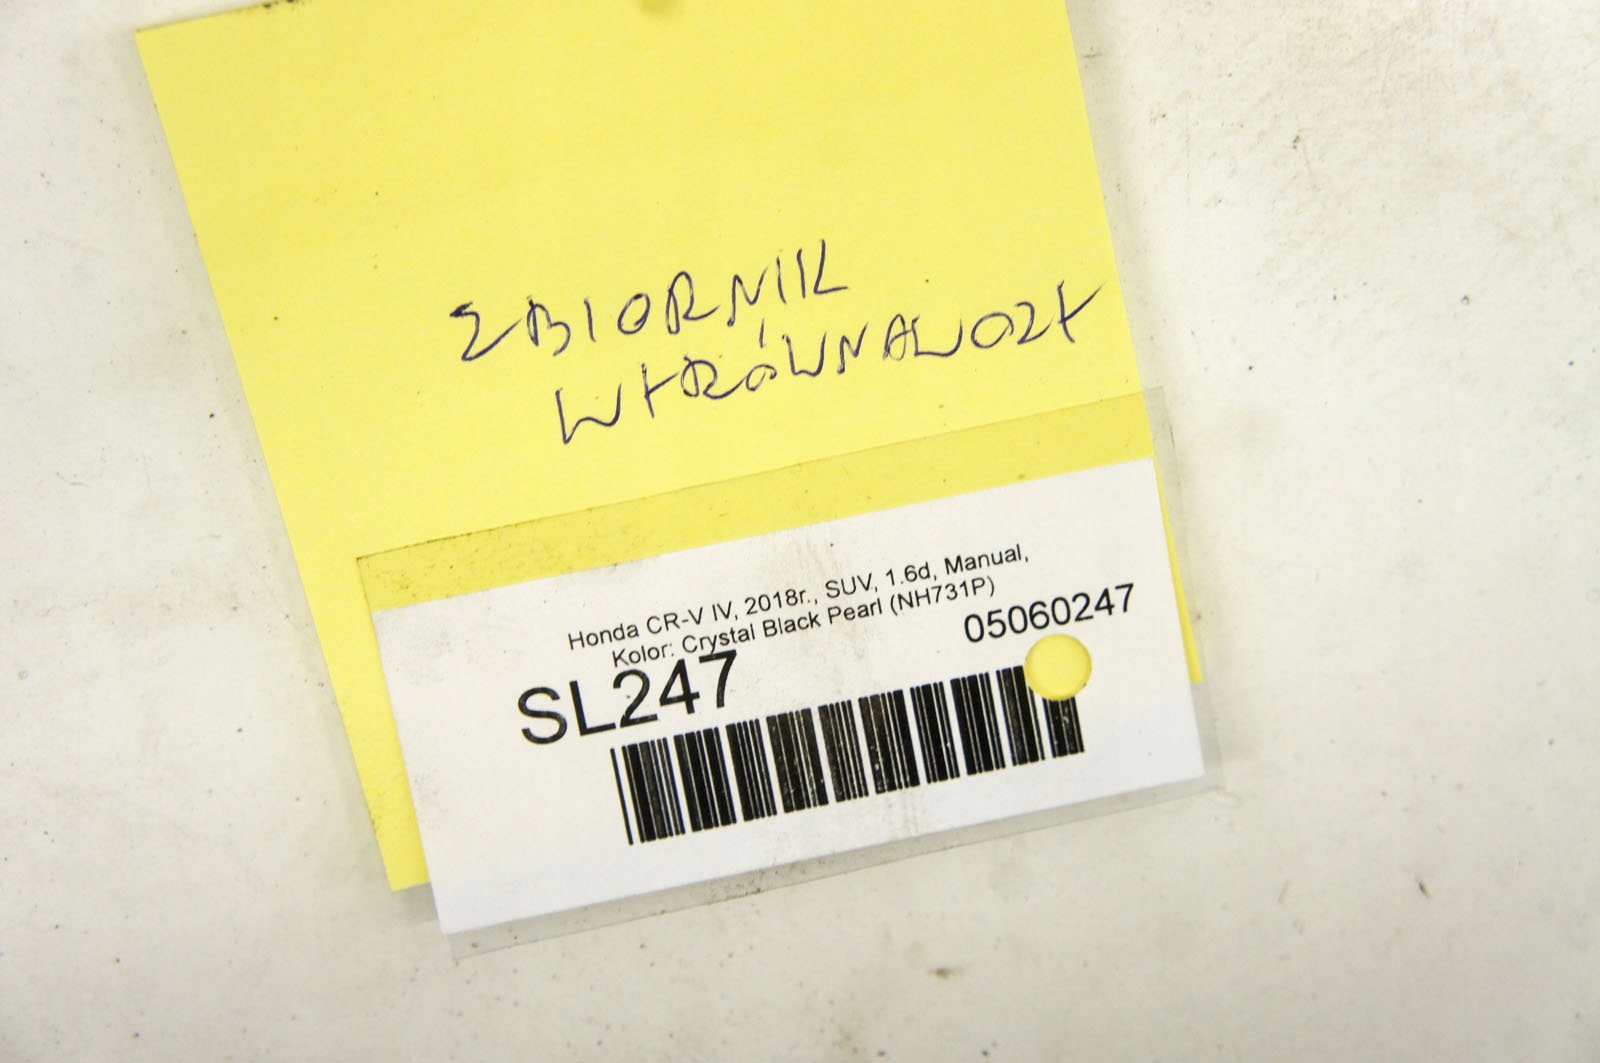 ZBIORNIK
WYRÓWNAWCZY
Honda CR-V IV, 2018r., SUV, 1.6d, Manual,
Kolor: Crystal Black Pearl (NH731P)
05060247
SL247